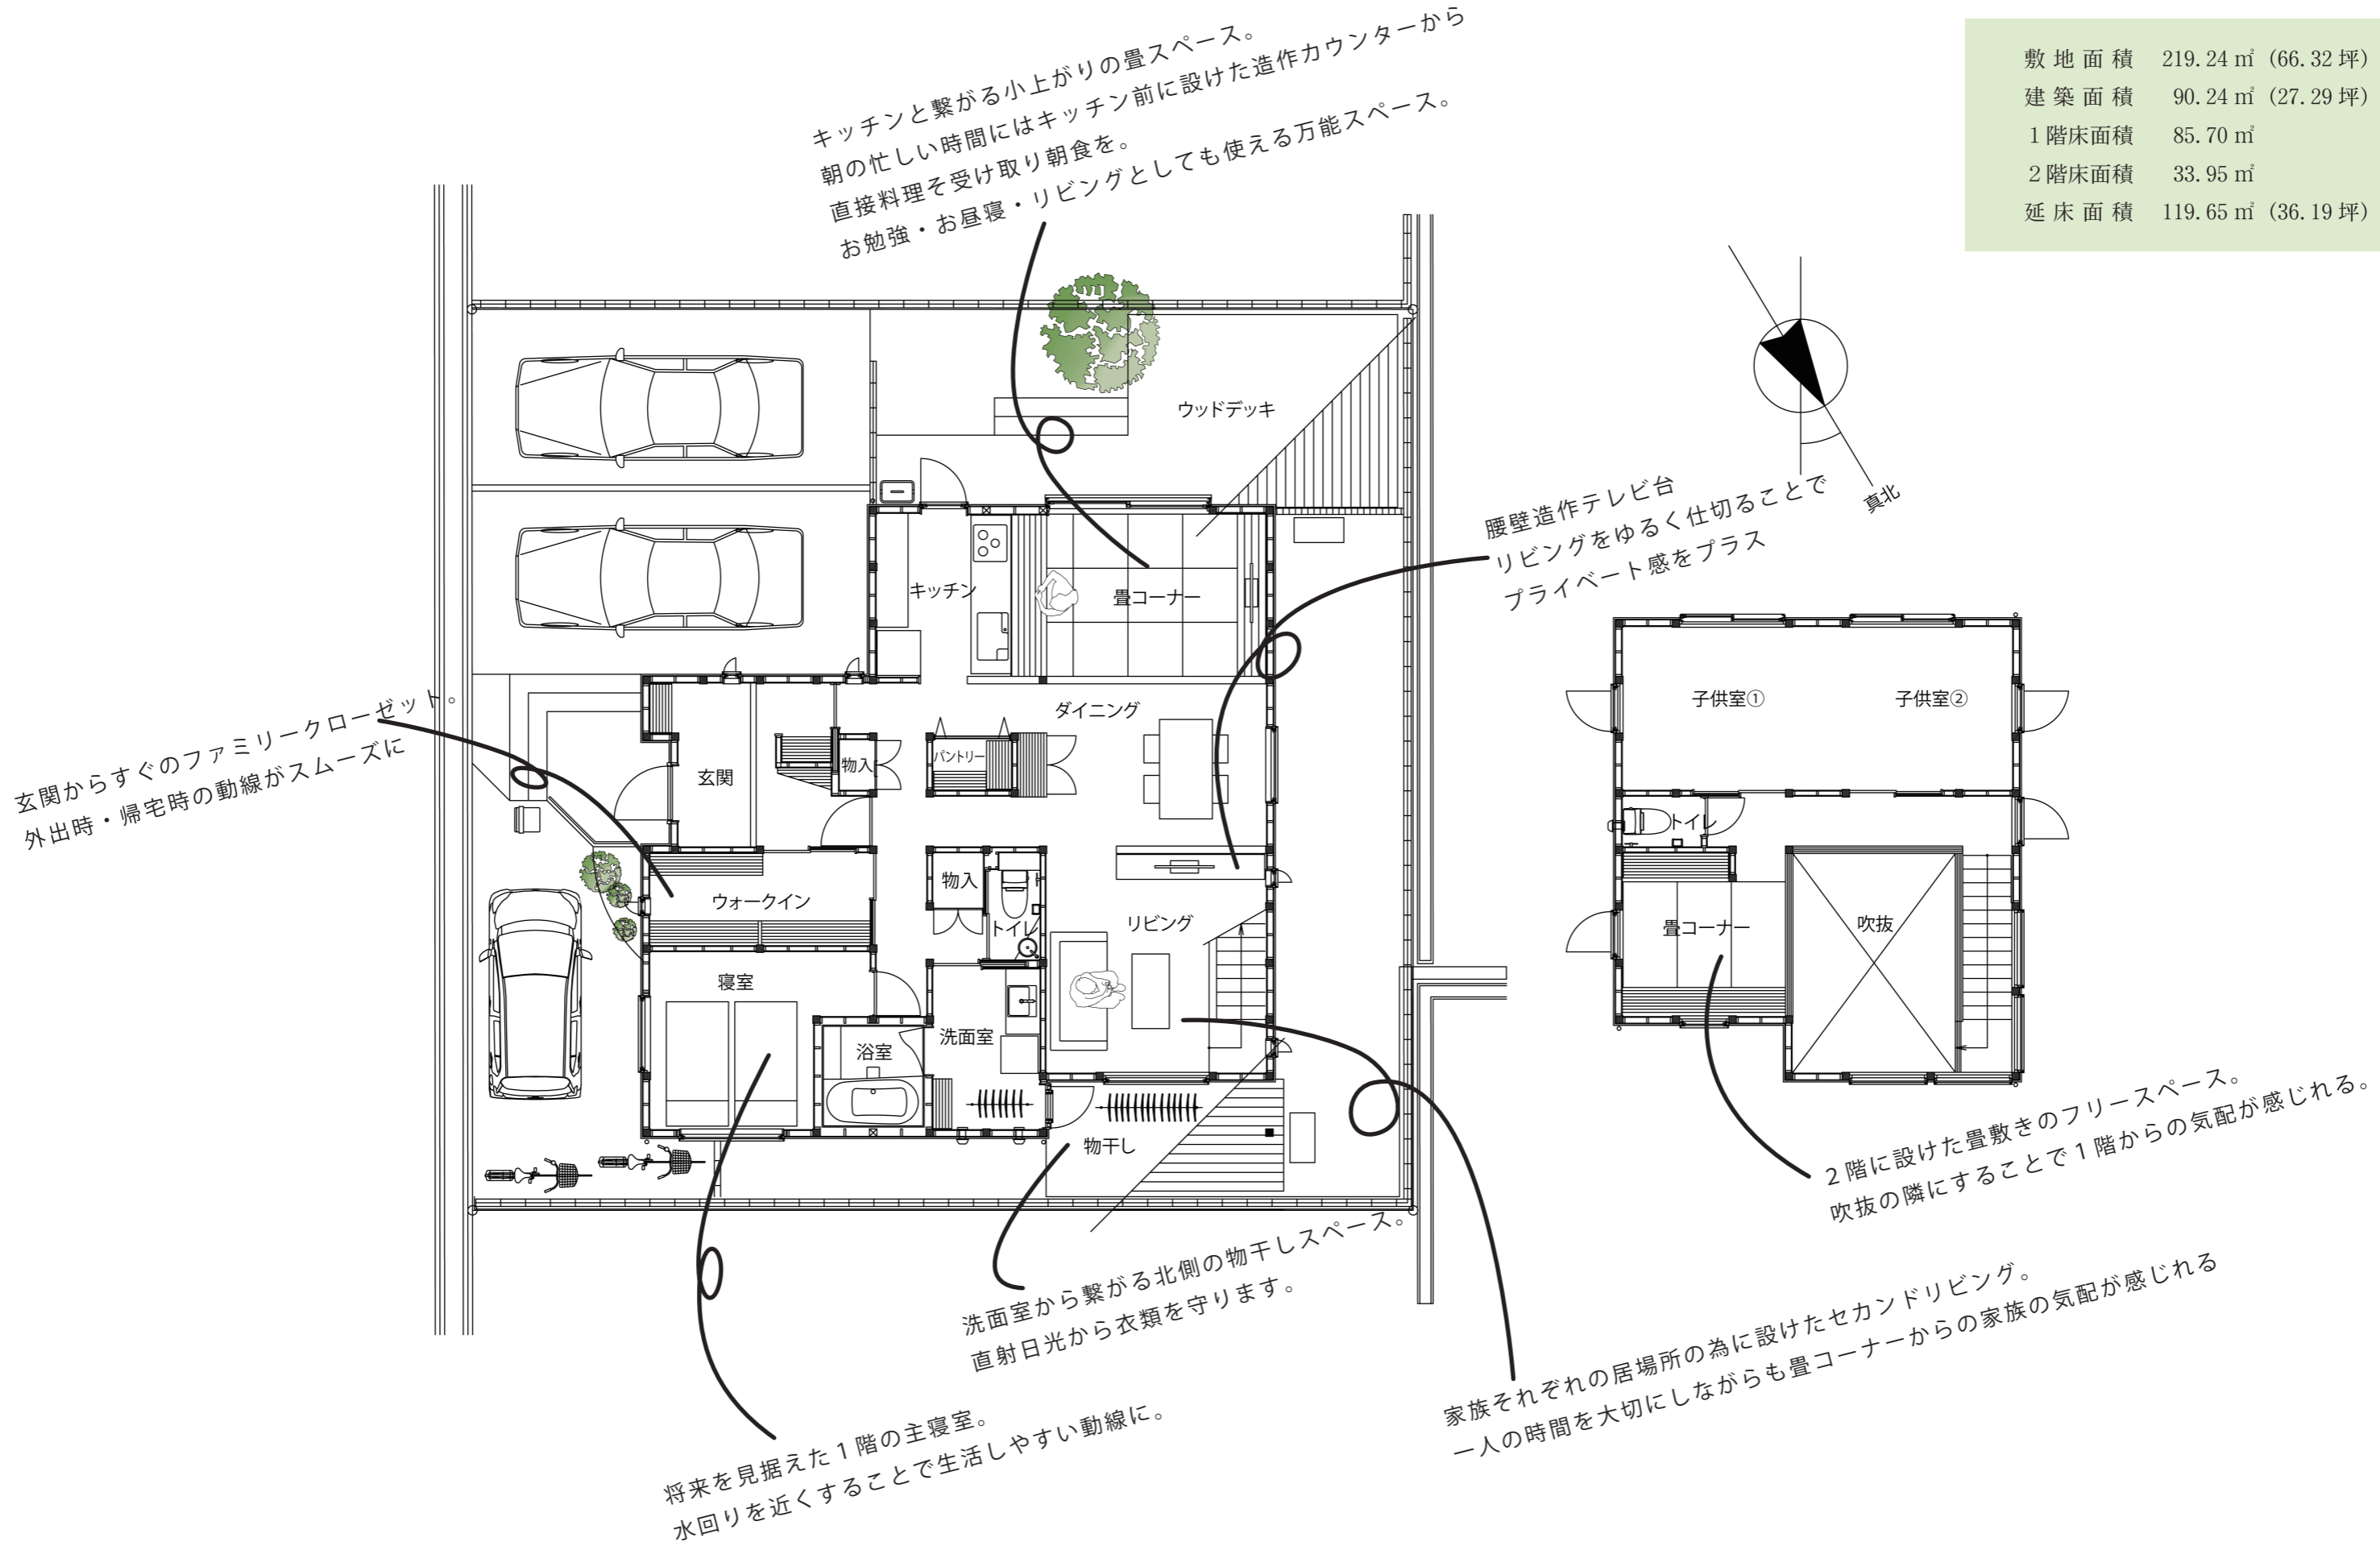 キッチンと繋がる小上がりの畳スペース。
朝の忙しい時間にはキッチン前に設けた造作カウンターから
直接料理そ受け取り朝食を。
お勉強・お昼寝・リビングとしても使える万能スペース。
敷地面積 219.24㎡（66.32坪）
建築面積 90.24㎡（27.29坪）
1階床面積 85.70㎡
2階床面積 33.95㎡
延床面積 119.65㎡（36.19坪）
真北
腰壁造作テレビ台
リビングをゆるく仕切ることで
プライベート感をプラス
玄関からすぐのファミリークローゼット。
外出時・帰宅時の動線がスムーズに
ウッドデッキ
キッチン
畳コーナー
ダイニング
玄関
物入
パントリー
ウォークイン
物入
トイレ
リビング
寝室
浴室
洗面室
物干し
子供室①
子供室②
トイレ
畳コーナー
吹抜
2階に設けた畳敷きのフリースペース。
吹抜の隣にすることで1階からの気配が感じれる。
洗面室から繋がる北側の物干しスペース。
直射日光から衣類を守ります。
家族それぞれの居場所の為に設けたセカンドリビング。
一人の時間を大切にしながらも畳コーナーからの家族の気配が感じれる
将来を見据えた1階の主寝室。
水回りを近くすることで生活しやすい動線に。